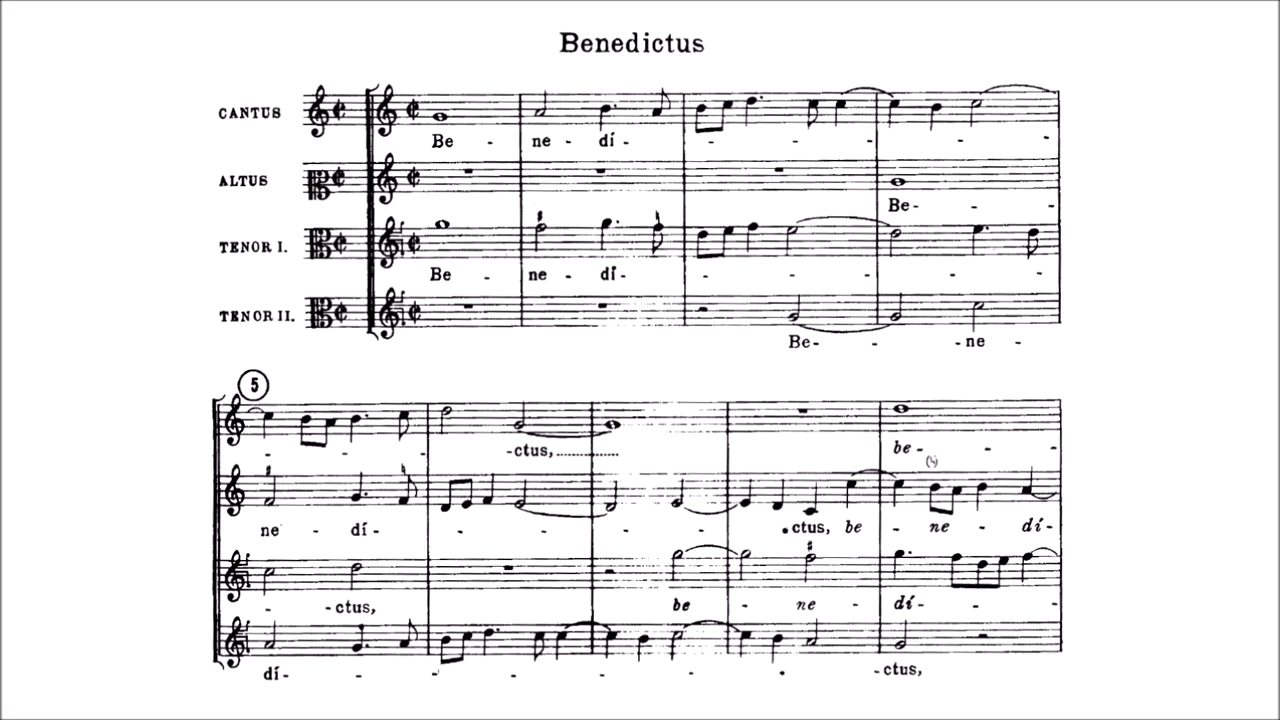 Benedictus
CANTUS
Be - ne - dí - - - - -
ALTUS
Be - -
TENOR I.
Be - ne - dí - - - - -
TENOR II.
Be - - - ne -
5
- - - -ctus, be - - -
ne - dí - - - - - .ctus, be - ne - dí -
- -ctus, be - ne - dí - - -
dí - - - - - . -ctus,